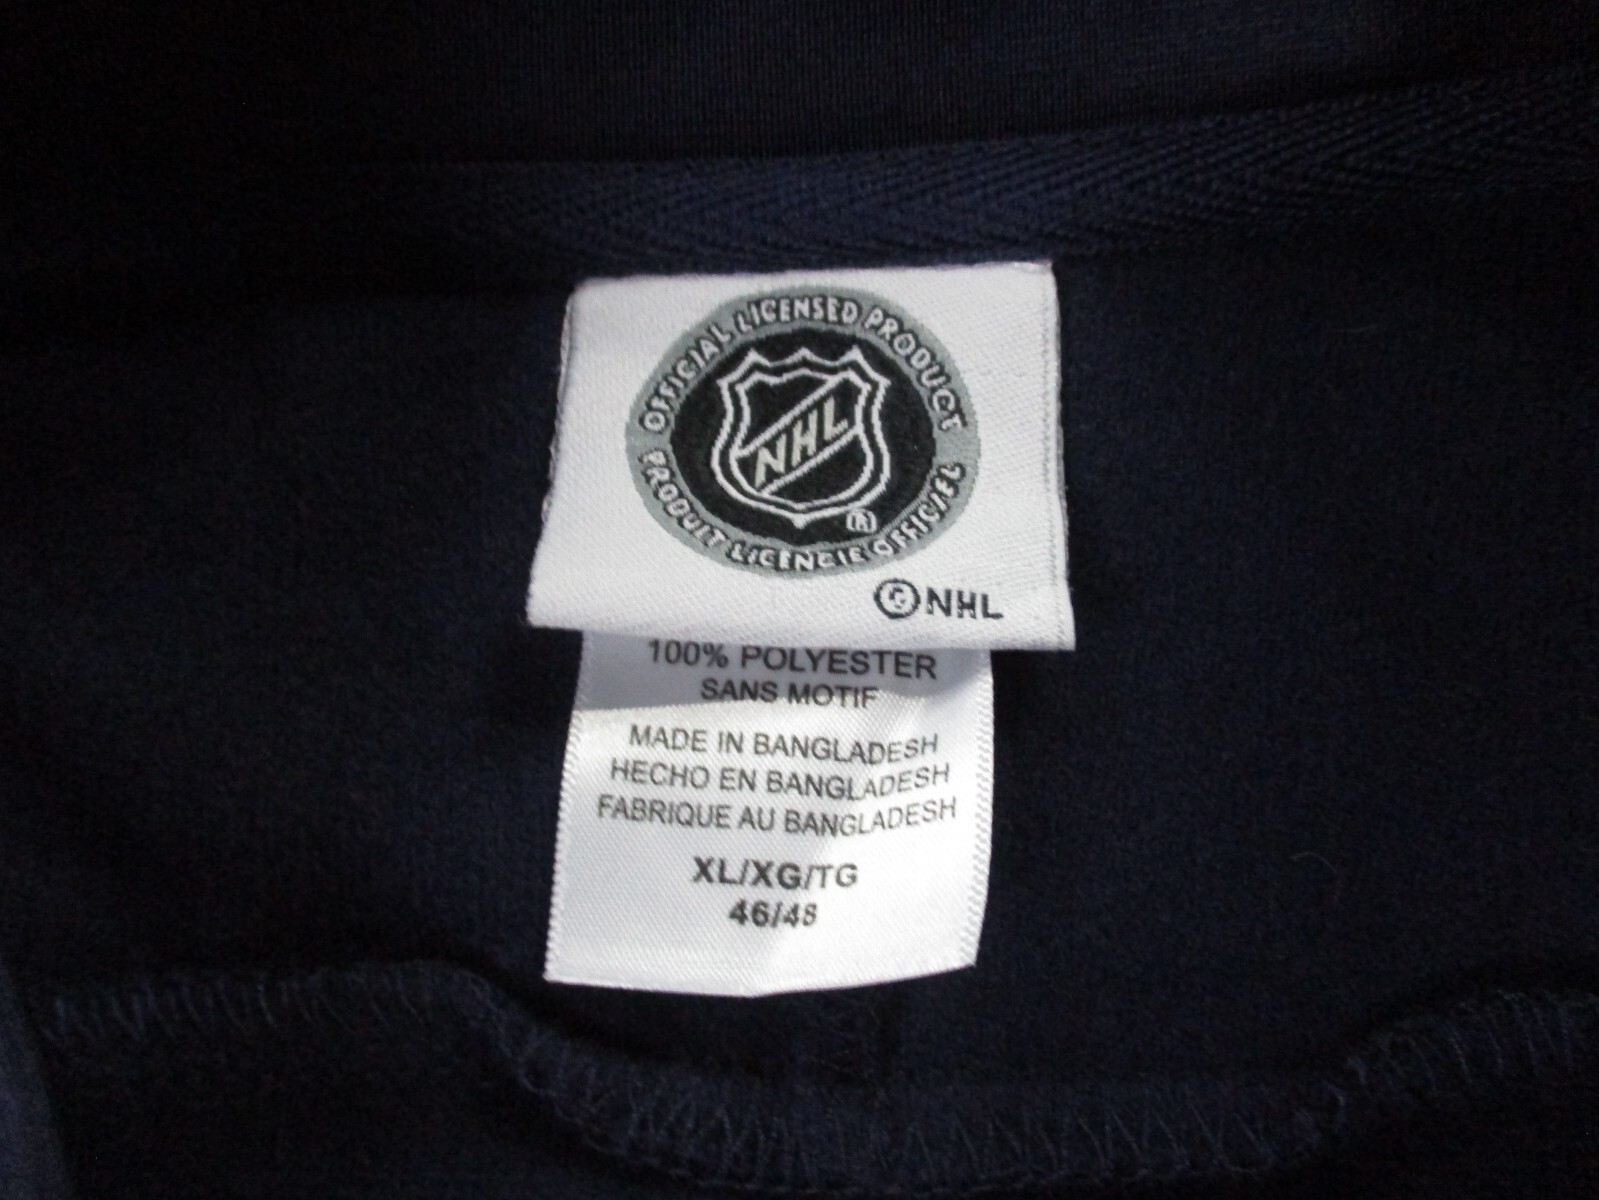 OFFICIAL LICENSED PRODUCT
NHL
®
PRODUIT LICENCIE OFFICIEL
©NHL
100% POLYESTER
SANS MOTIF
MADE IN BANGLADESH
HECHO EN BANGLADESH
FABRIQUE AU BANGLADESH
XL/XG/TG
46/48